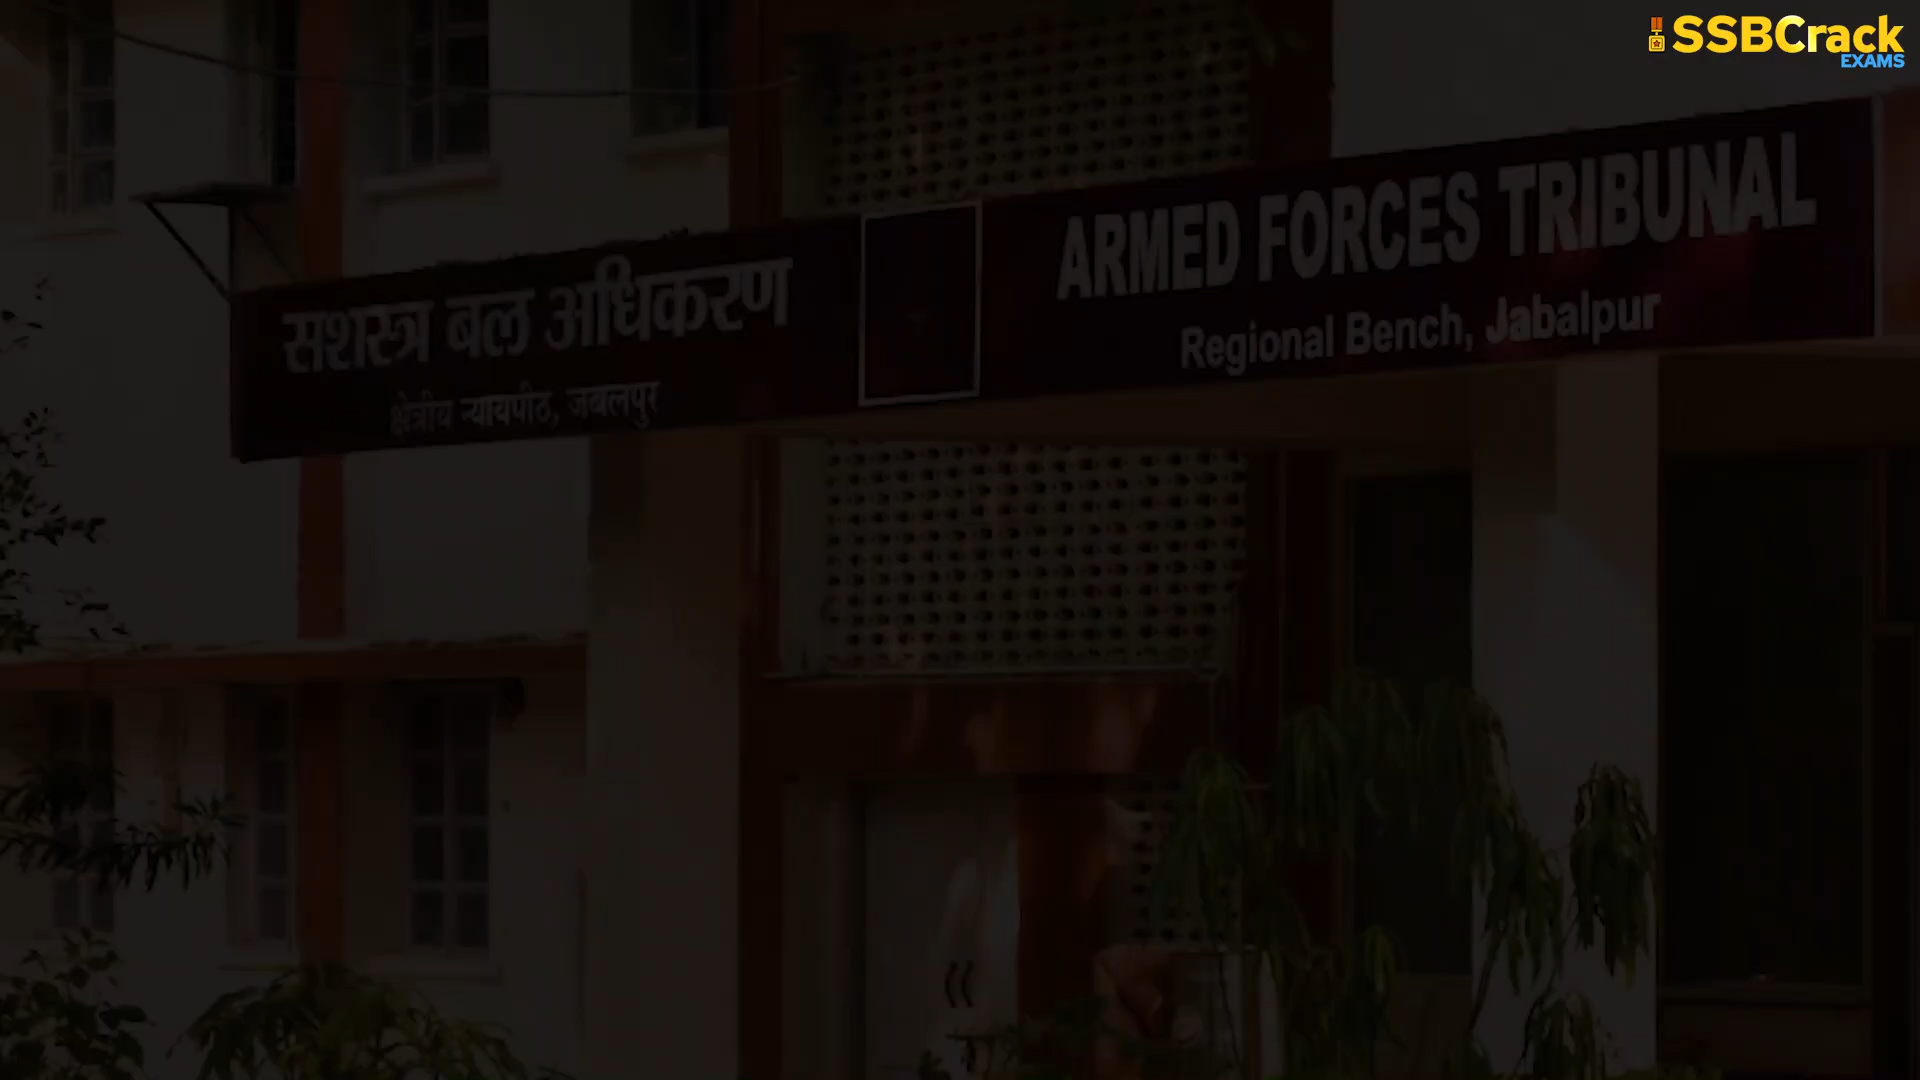 SSBCrack
EXAMS
ARMED FORCES TRIBUNAL
Regional Bench, Jabalpur
सशस्त्र बल अधिकरण
क्षेत्रीय न्यायपीठ, जबलपुर